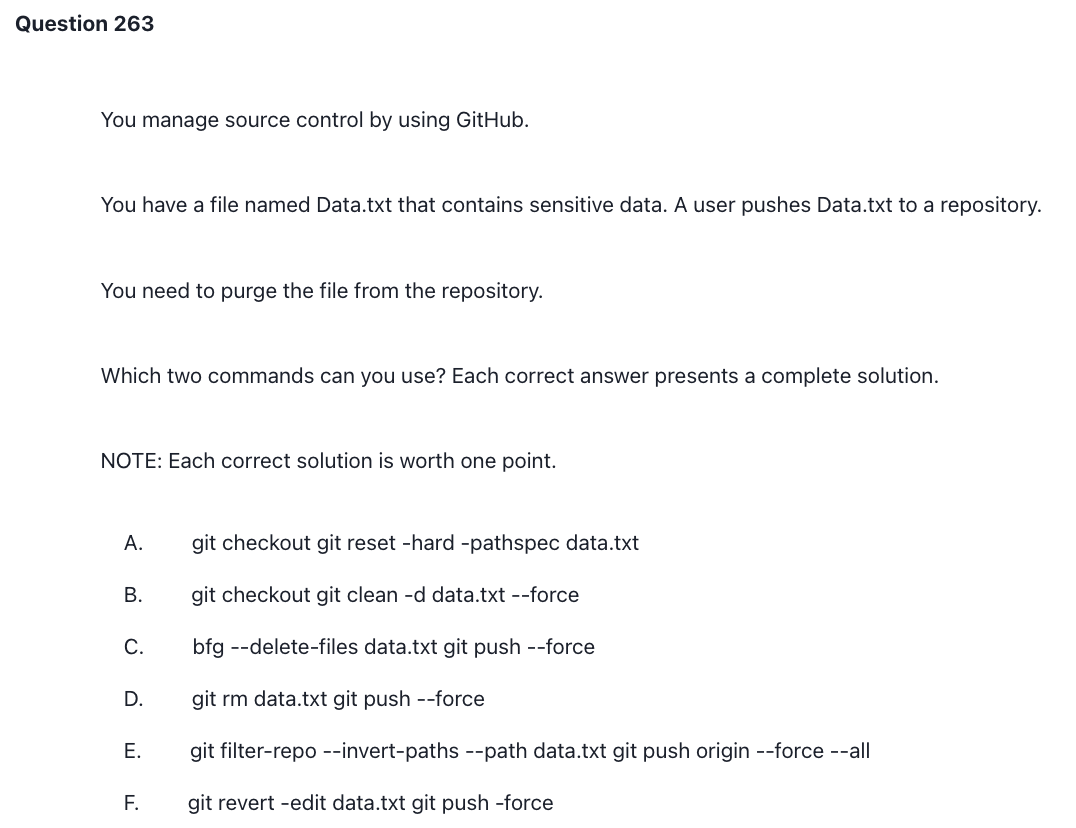 Question 263
You manage source control by using GitHub.
You have a file named Data.txt that contains sensitive data. A user pushes Data.txt to a repository.
You need to purge the file from the repository.
Which two commands can you use? Each correct answer presents a complete solution.
NOTE: Each correct solution is worth one point.
A. git checkout git reset -hard -pathspec data.txt
B. git checkout git clean -d data.txt --force
C. bfg --delete-files data.txt git push --force
D. git rm data.txt git push --force
E. git filter-repo --invert-paths --path data.txt git push origin --force --all
F. git revert -edit data.txt git push -force